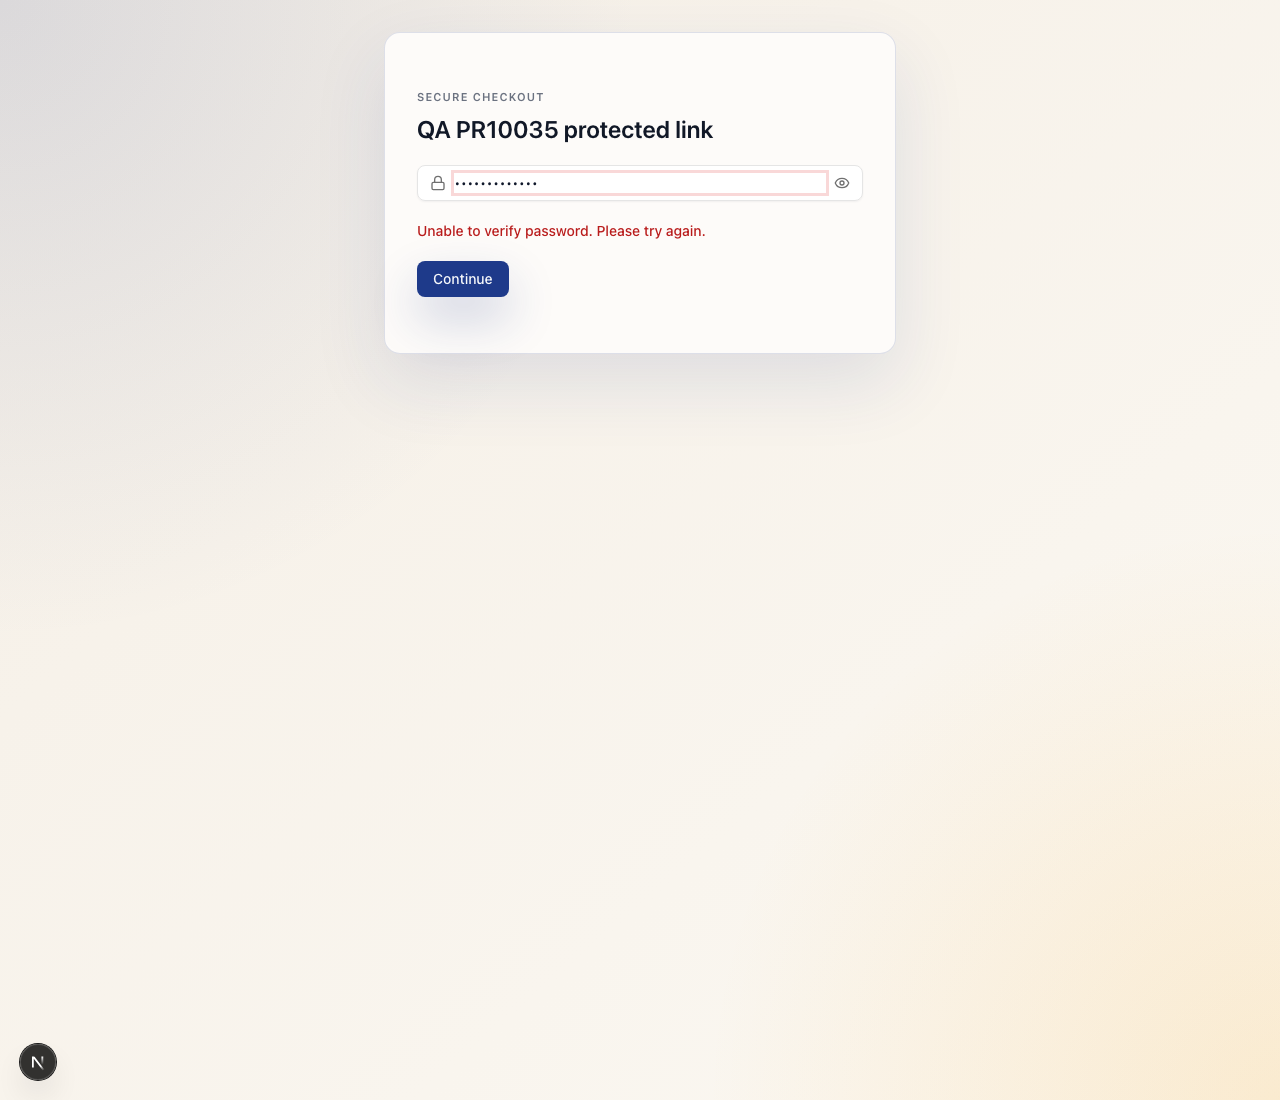 SECURE CHECKOUT
QA PR10035 protected link
•••••••••••••
Unable to verify password. Please try again.
Continue
N